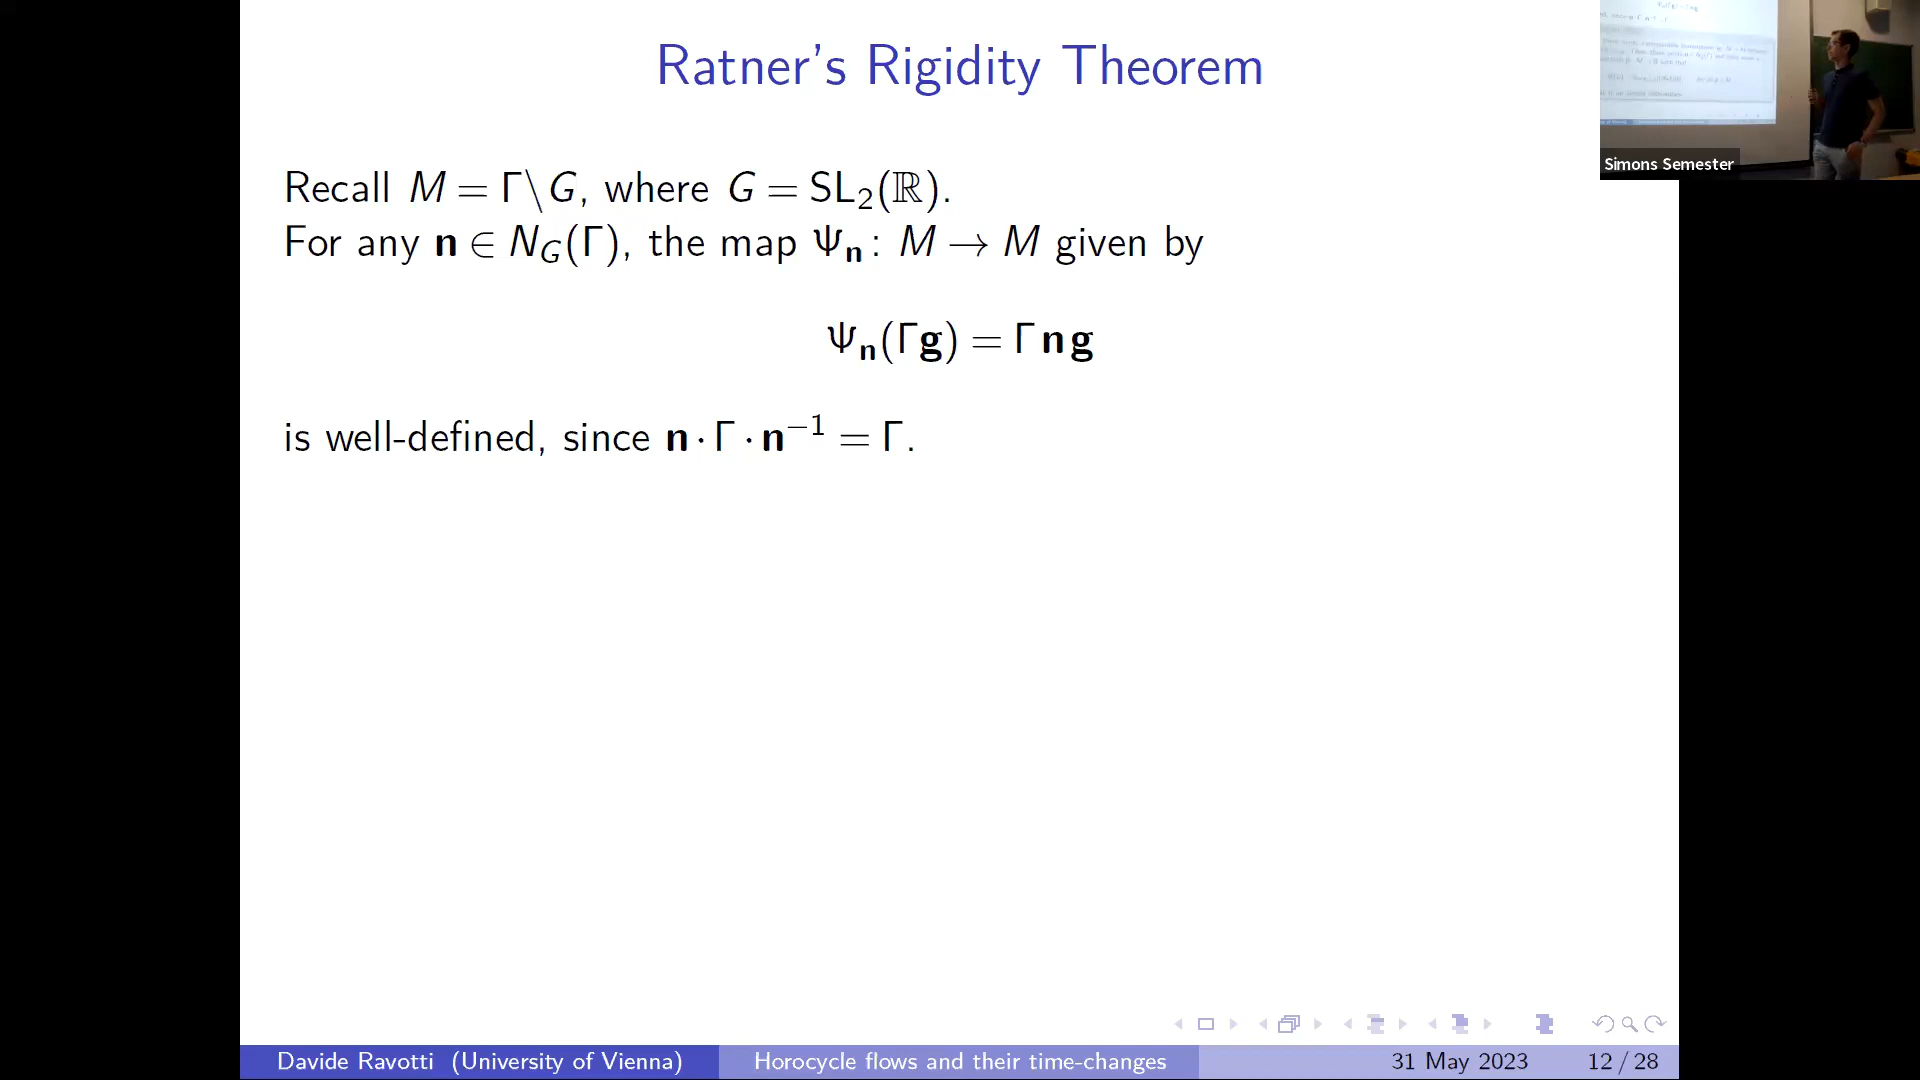 Ratner's Rigidity Theorem
Recall M = Γ\G, where G = SL₂(ℝ).
For any n ∈ N_G(Γ), the map Ψ_n : M → M given by
Ψ_n(Γg) = Γ n g
is well-defined, since n · Γ · n⁻¹ = Γ.
Simons Semester
Davide Ravotti (University of Vienna) Horocycle flows and their time-changes 31 May 2023 12 / 28